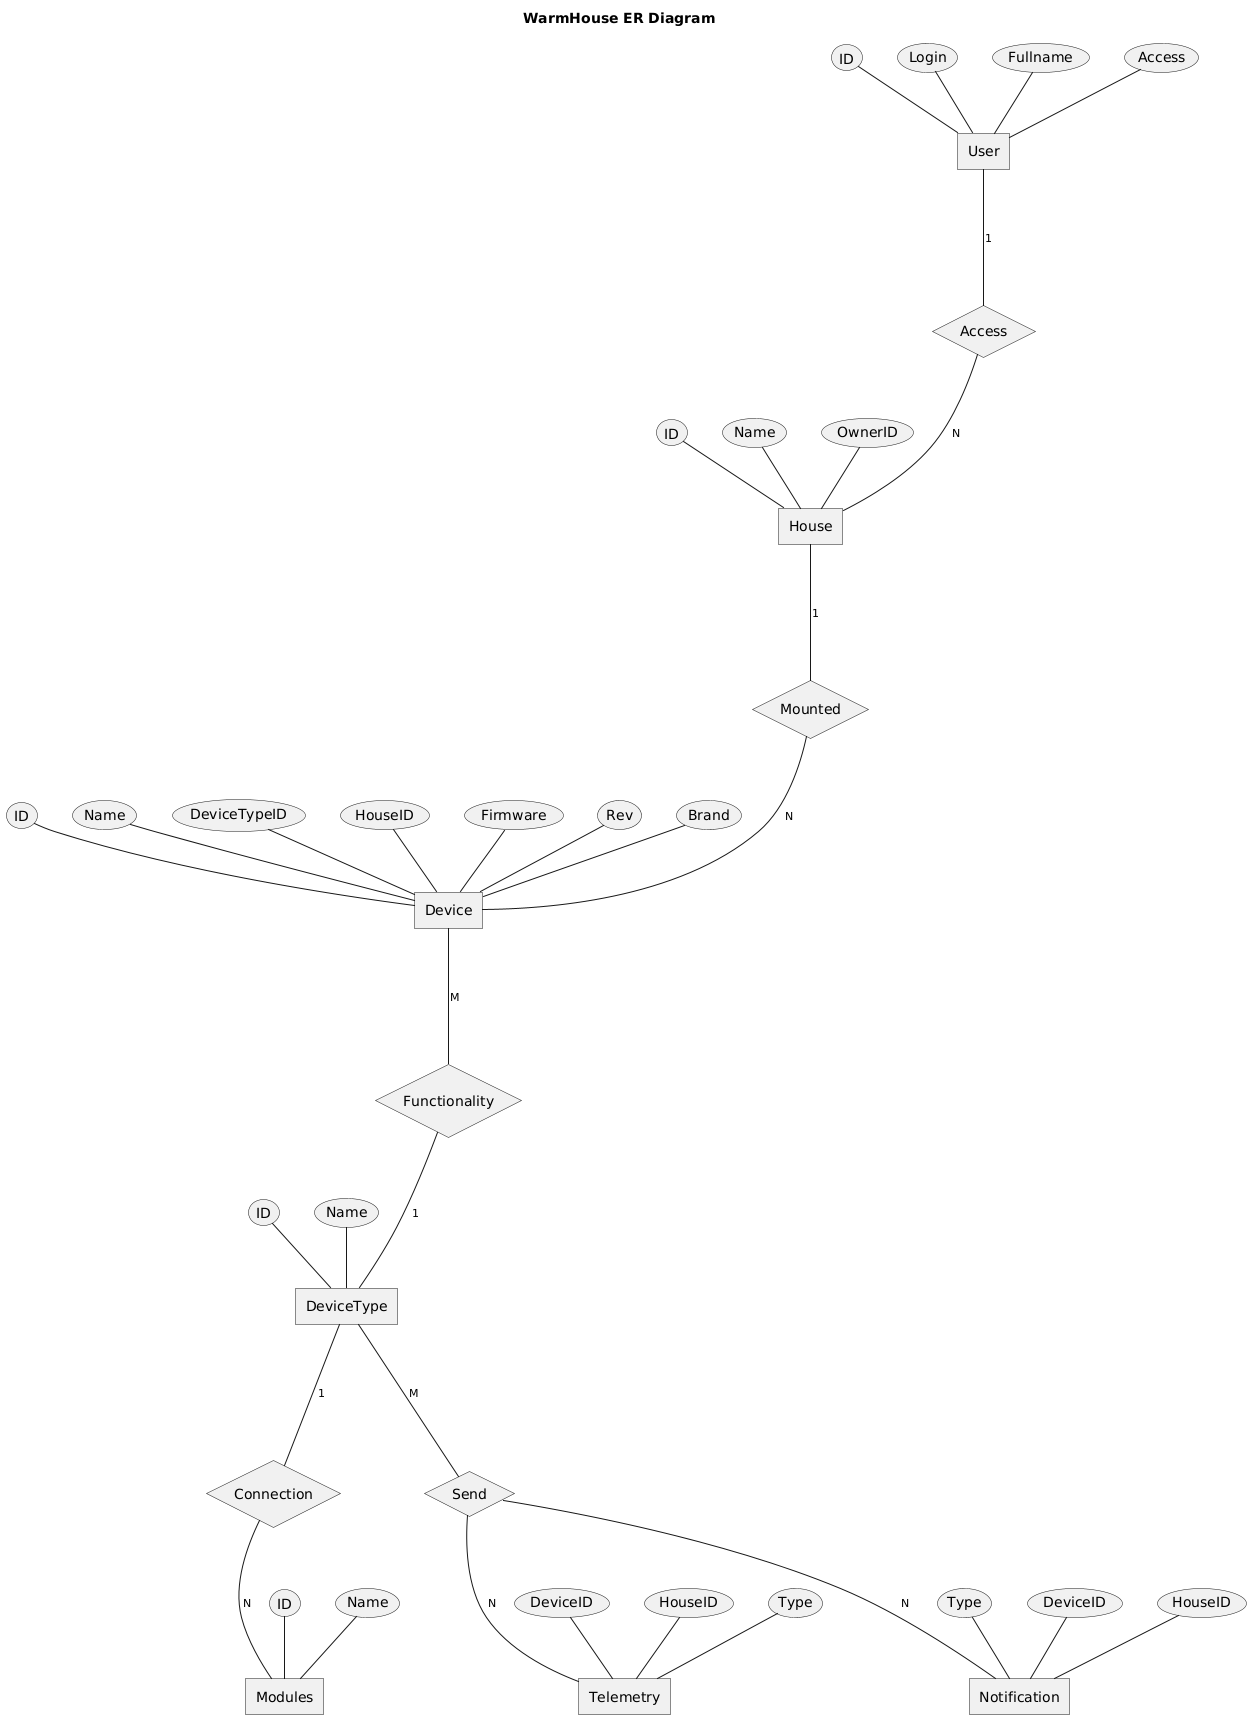 WarmHouse ER Diagram
ID
Login
Fullname
Access
User
1
Access
ID
Name
OwnerID
N
House
1
Mounted
ID
Name
DeviceTypeID
HouseID
Firmware
Rev
Brand
N
Device
M
Functionality
ID
Name
1
DeviceType
1
M
Connection
Send
N
ID
Name
N
DeviceID
HouseID
Type
N
Type
DeviceID
HouseID
Modules
Telemetry
Notification